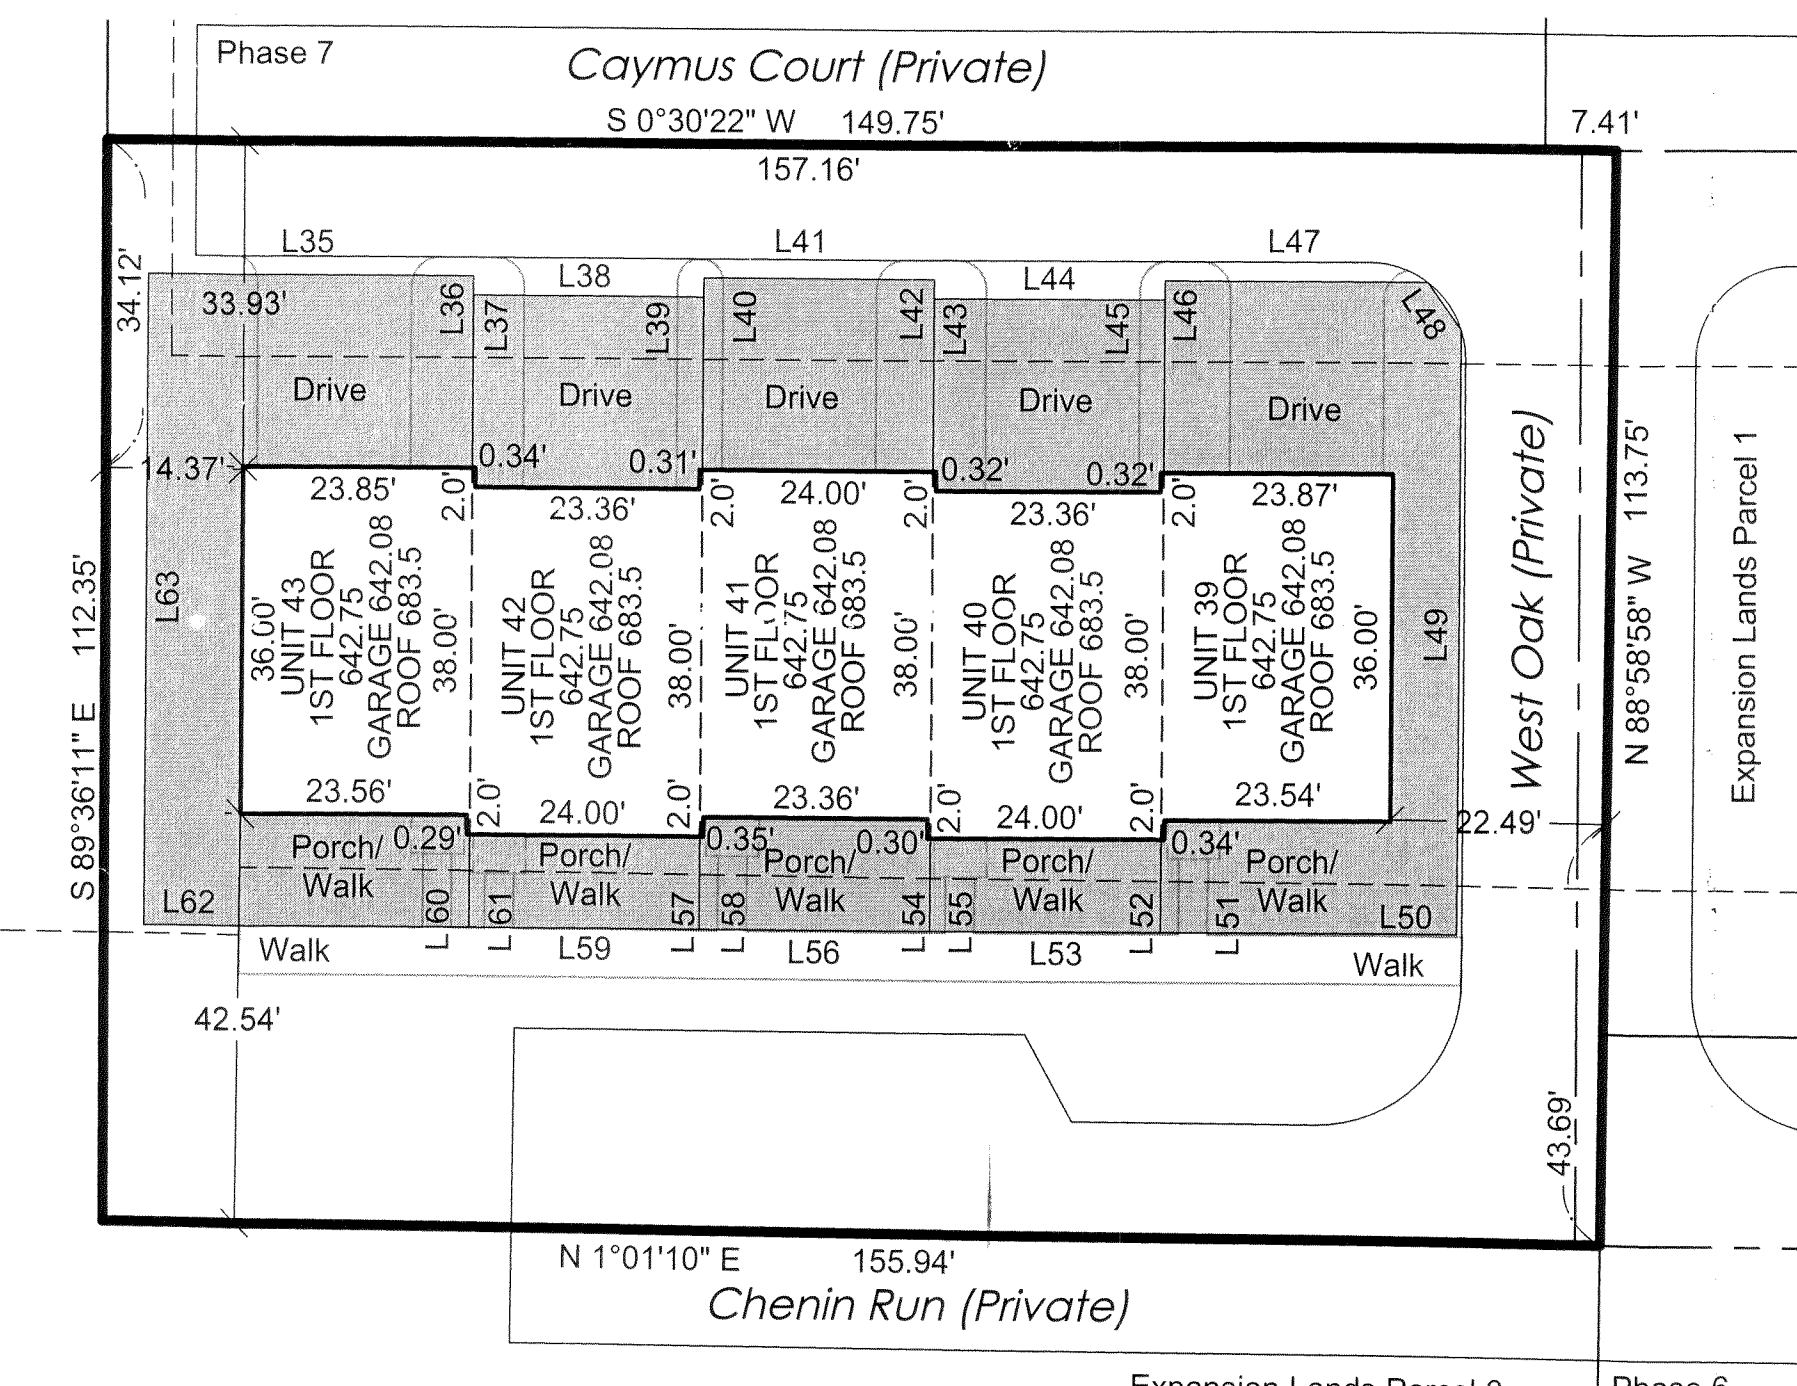 Phase 7
Caymus Court (Private)
S 0°30'22" W 149.75'
7.41'
157.16'
L35
L41
L47
L38
L44
34.12'
33.93'
L36
L37
L39
L40
L42
L43
L45
L46
L48
Drive
Drive
Drive
Drive
Drive
14.37'
0.34'
0.31'
0.32'
0.32'
23.85'
2.0'
23.36'
2.0'
24.00'
2.0'
23.36'
2.0'
23.87'
S 89°36'11" E 112.35'
L63
36.00'
UNIT 43
1ST FLOOR
642.75
GARAGE 642.08
ROOF 683.5
38.00'
UNIT 42
1ST FLOOR
642.75
GARAGE 642.08
ROOF 683.5
38.00'
UNIT 41
1ST FLOOR
642.75
GARAGE 642.08
ROOF 683.5
38.00'
UNIT 40
1ST FLOOR
642.75
GARAGE 642.08
ROOF 683.5
38.00'
UNIT 39
1ST FLOOR
642.75
GARAGE 642.08
ROOF 683.5
36.00'
L49
West Oak (Private)
N 88°58'58" W 113.75'
Expansion Lands Parcel 1
23.56'
2.0'
24.00'
2.0'
23.36'
2.0'
24.00'
2.0'
23.54'
22.49'
0.29'
0.35'
0.30'
0.34'
Porch/
Walk
Porch/
Walk
Porch/
Walk
Porch/
Walk
Porch/
Walk
L62
L60
L61
L57
L58
L54
L55
L52
L51
L50
Walk
L59
L56
L53
Walk
42.54'
43.69'
N 1°01'10" E 155.94'
Chenin Run (Private)
Expansion Lands Parcel 2
Phase 6